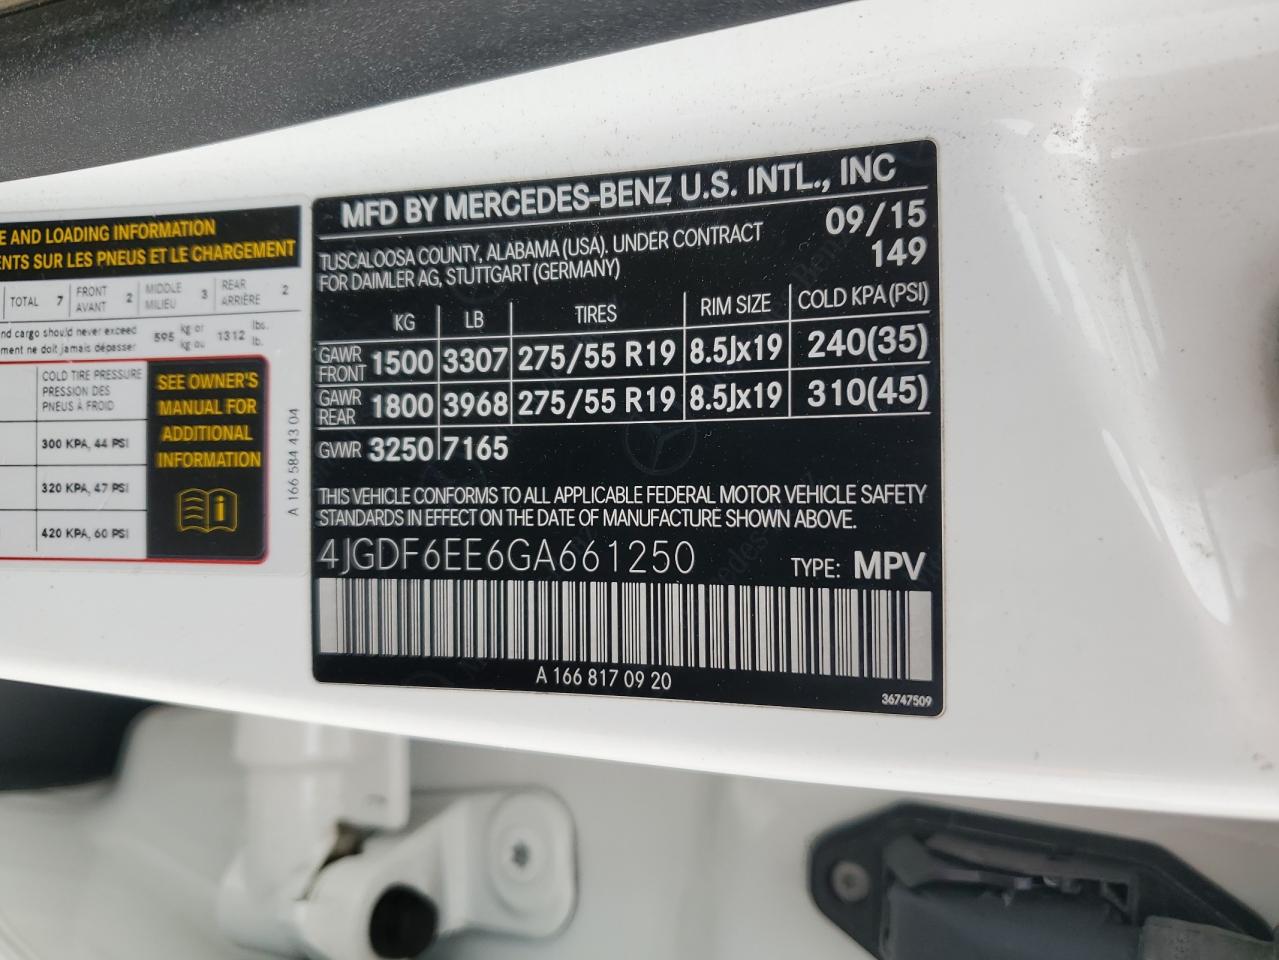 E AND LOADING INFORMATION
ENTS SUR LES PNEUS ET LE CHARGEMENT
TOTAL 7 FRONT AVANT 2 MIDDLE MILIEU 3 REAR ARRIÈRE 2
nd cargo should never exceed
ment ne doit jamais dépasser
595 kg or kg ou 1312 lbs. lb.
COLD TIRE PRESSURE
PRESSION DES
PNEUS À FROID
300 KPA, 44 PSI
320 KPA, 47 PSI
420 KPA, 60 PSI
SEE OWNER'S
MANUAL FOR
ADDITIONAL
INFORMATION
A 166 584 43 04
MFD BY MERCEDES-BENZ U.S. INTL., INC
TUSCALOOSA COUNTY, ALABAMA (USA), UNDER CONTRACT
FOR DAIMLER AG, STUTTGART (GERMANY)
09/15
149
KG LB TIRES RIM SIZE COLD KPA (PSI)
GAWR FRONT 1500 3307 275/55 R19 8.5Jx19 240(35)
GAWR REAR 1800 3968 275/55 R19 8.5Jx19 310(45)
GVWR 3250 7165
THIS VEHICLE CONFORMS TO ALL APPLICABLE FEDERAL MOTOR VEHICLE SAFETY
STANDARDS IN EFFECT ON THE DATE OF MANUFACTURE SHOWN ABOVE.
4JGDF6EE6GA661250 TYPE: MPV
A 166 817 09 20
36747509